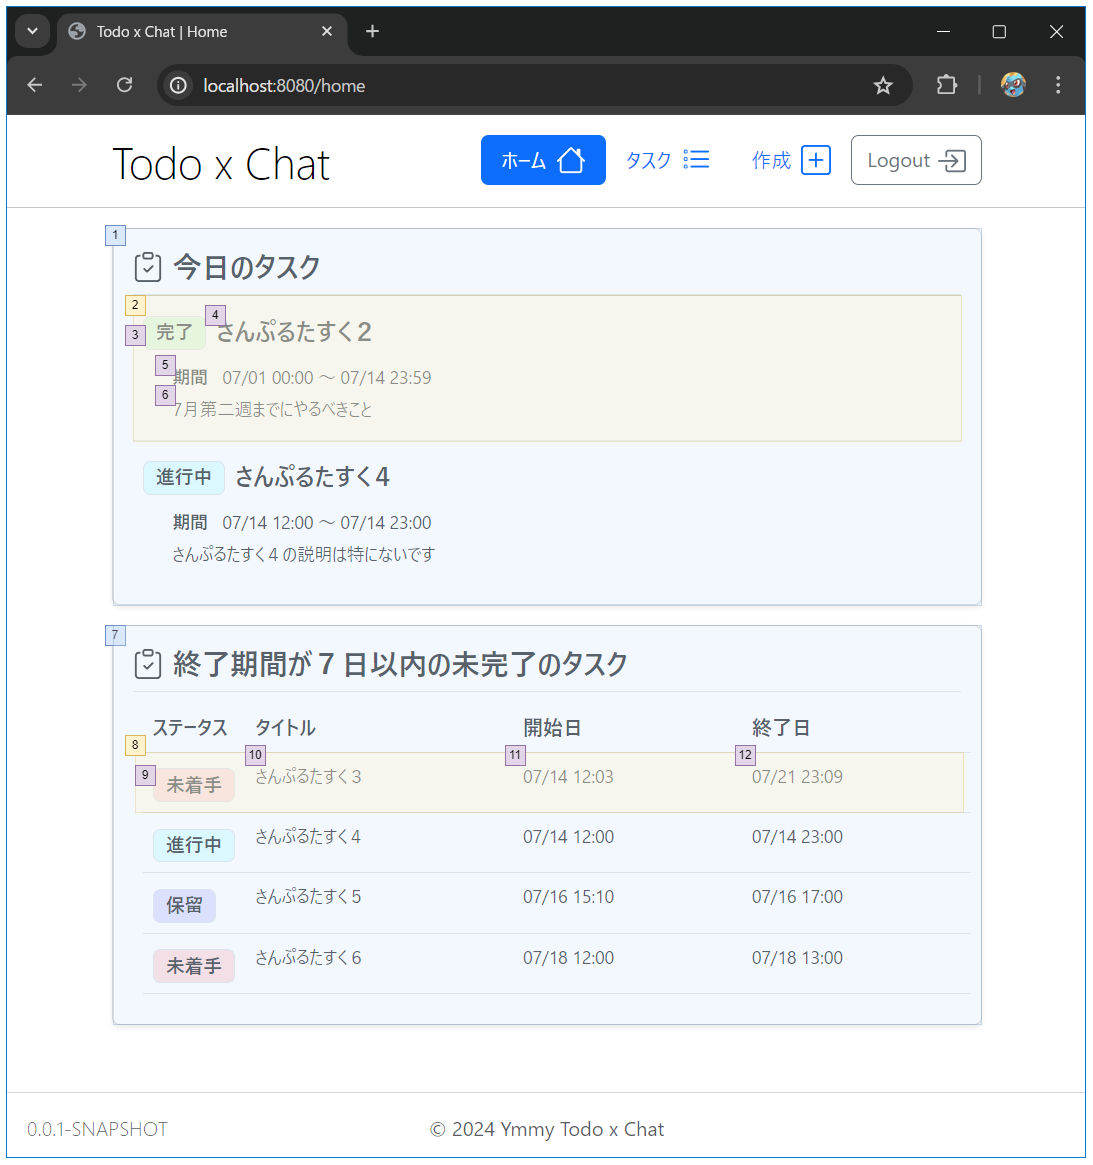 Todo x Chat | Home
localhost:8080/home
Todo x Chat
ホーム タスク 作成 Logout
1
今日のタスク
2
3 完了 4 さんぷるたすく2
5 期間 07/01 00:00 ～ 07/14 23:59
6 7月第二週までにやるべきこと
進行中 さんぷるたすく4
期間 07/14 12:00 ～ 07/14 23:00
さんぷるたすく4の説明は特にないです
7
終了期間が７日以内の未完了のタスク
ステータス タイトル 開始日 終了日
8
9 未着手 10 さんぷるたすく3 11 07/14 12:03 12 07/21 23:09
進行中 さんぷるたすく4 07/14 12:00 07/14 23:00
保留 さんぷるたすく5 07/16 15:10 07/16 17:00
未着手 さんぷるたすく6 07/18 12:00 07/18 13:00
0.0.1-SNAPSHOT © 2024 Ymmy Todo x Chat